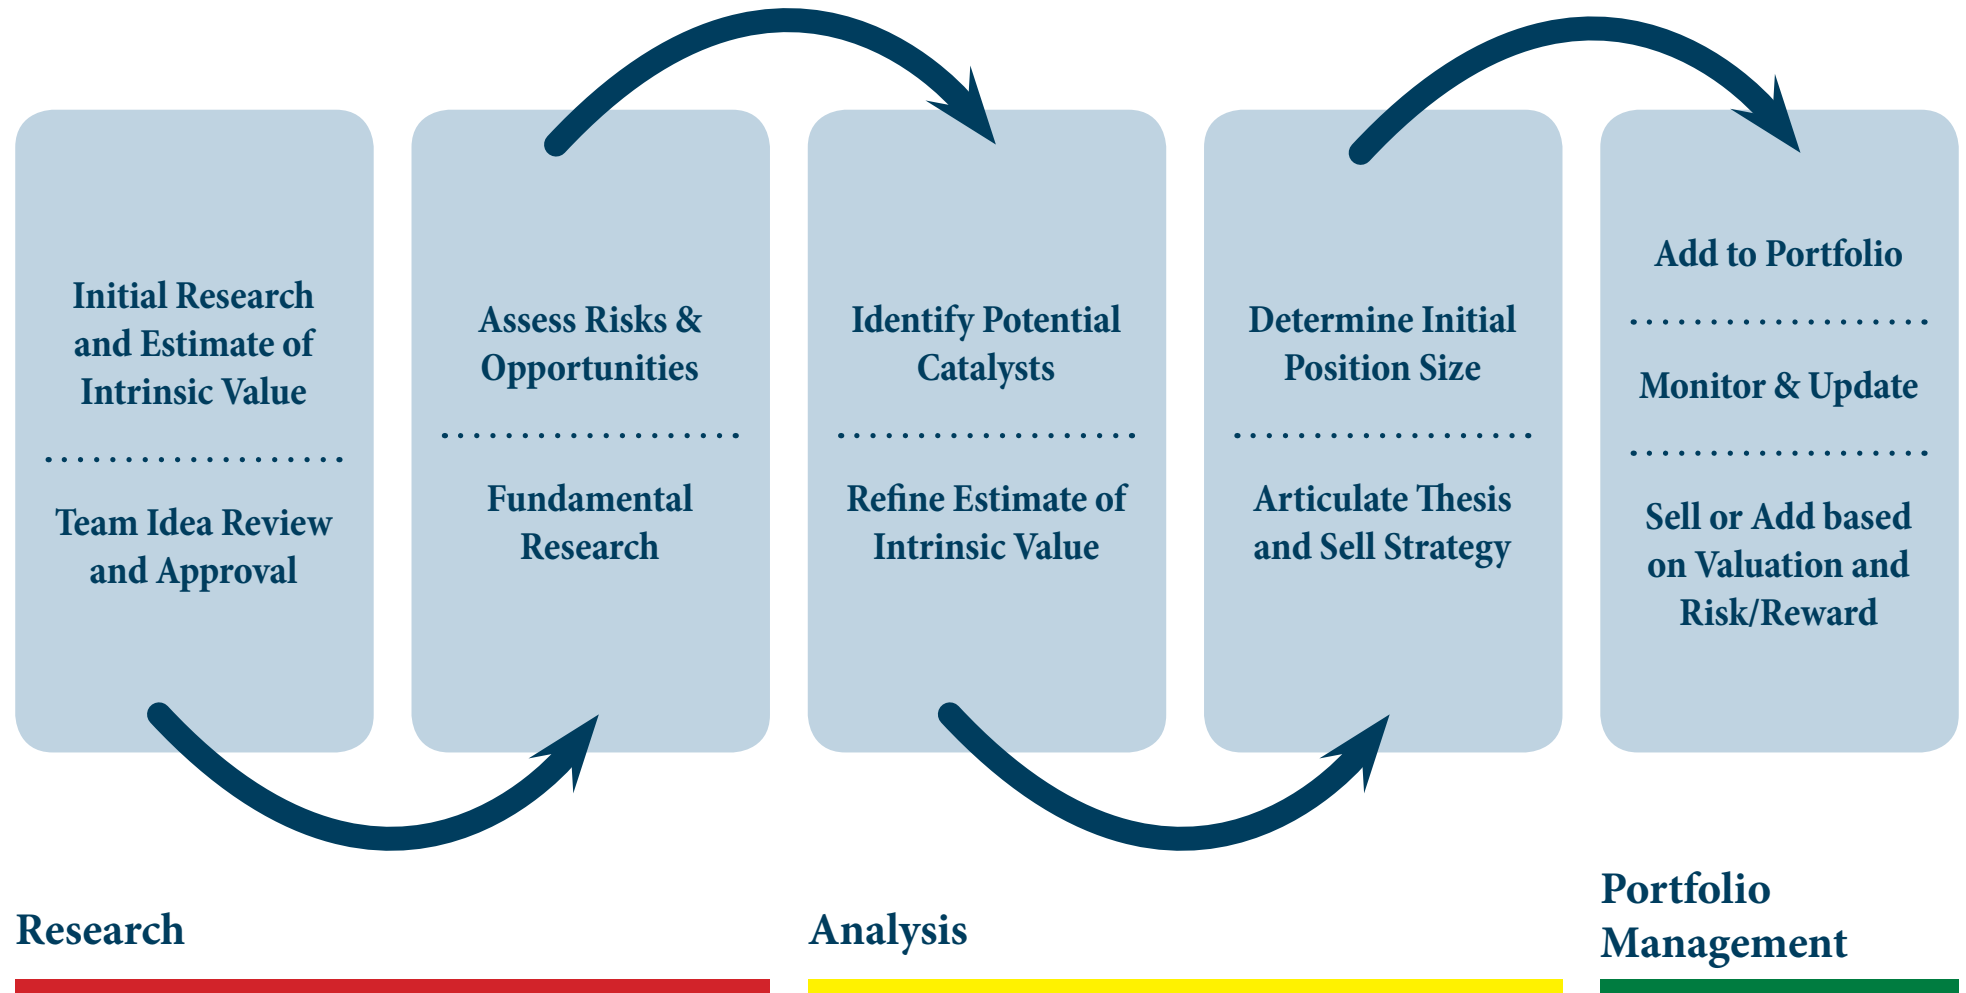 Initial Research
and Estimate of
Intrinsic Value
Team Idea Review
and Approval
Assess Risks &
Opportunities
Fundamental
Research
Identify Potential
Catalysts
Refine Estimate of
Intrinsic Value
Determine Initial
Position Size
Articulate Thesis
and Sell Strategy
Add to Portfolio
Monitor & Update
Sell or Add based
on Valuation and
Risk/Reward
Research
Analysis
Portfolio
Management